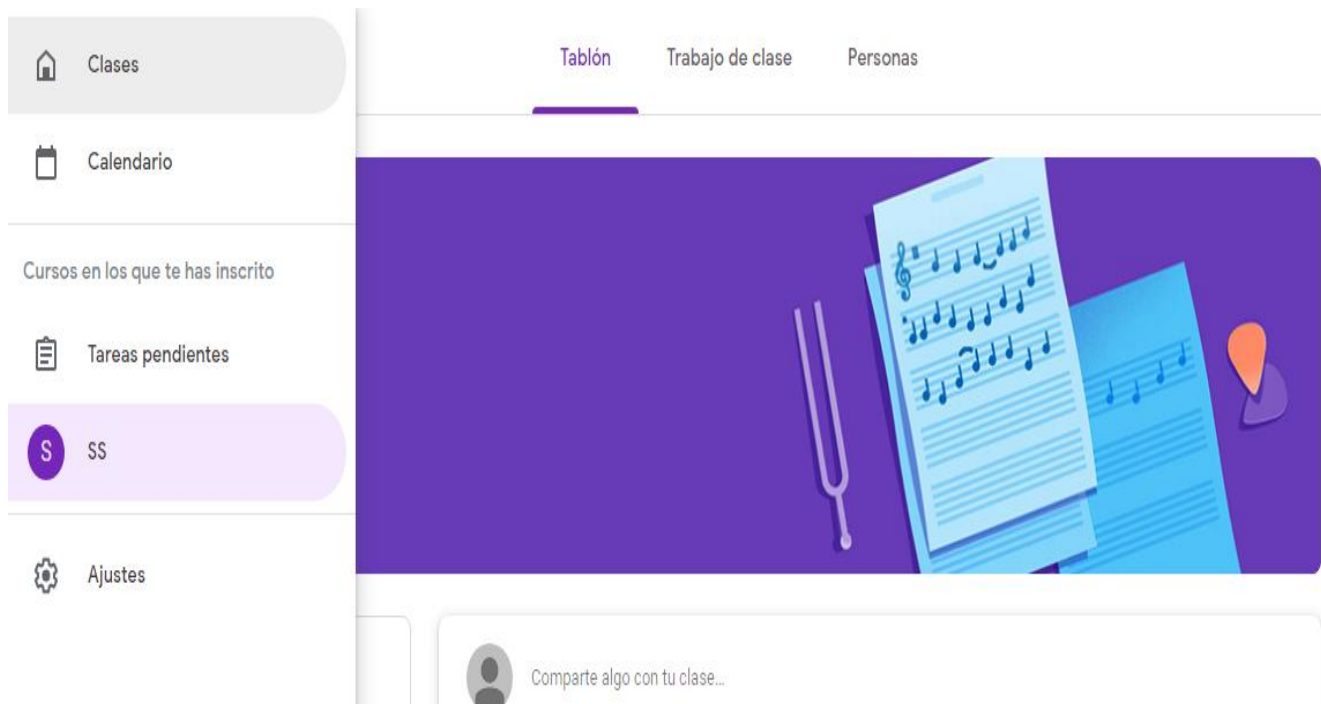 Clases
Calendario
Cursos en los que te has inscrito
Tareas pendientes
S SS
Ajustes
Tablón Trabajo de clase Personas
Comparte algo con tu clase...